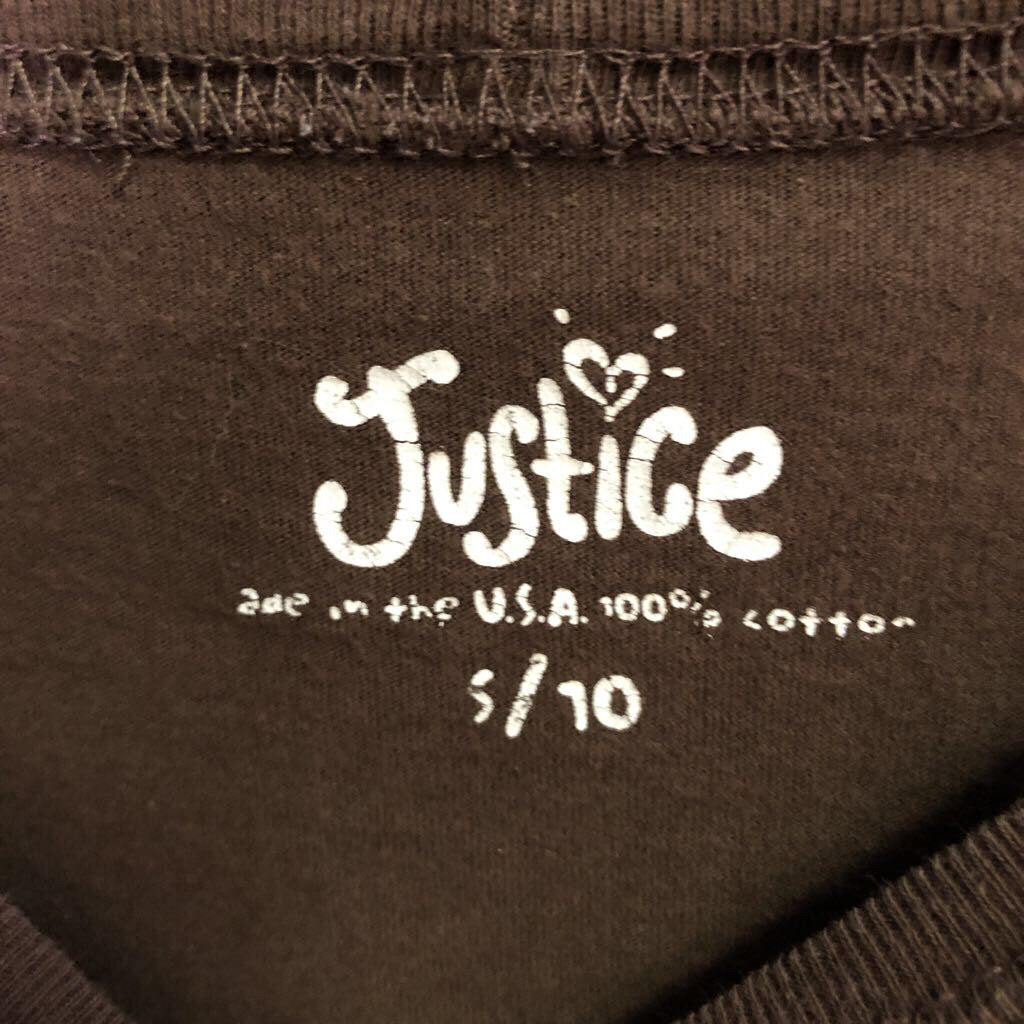 Justice
ade in the U.S.A. 100% cotton
S/10